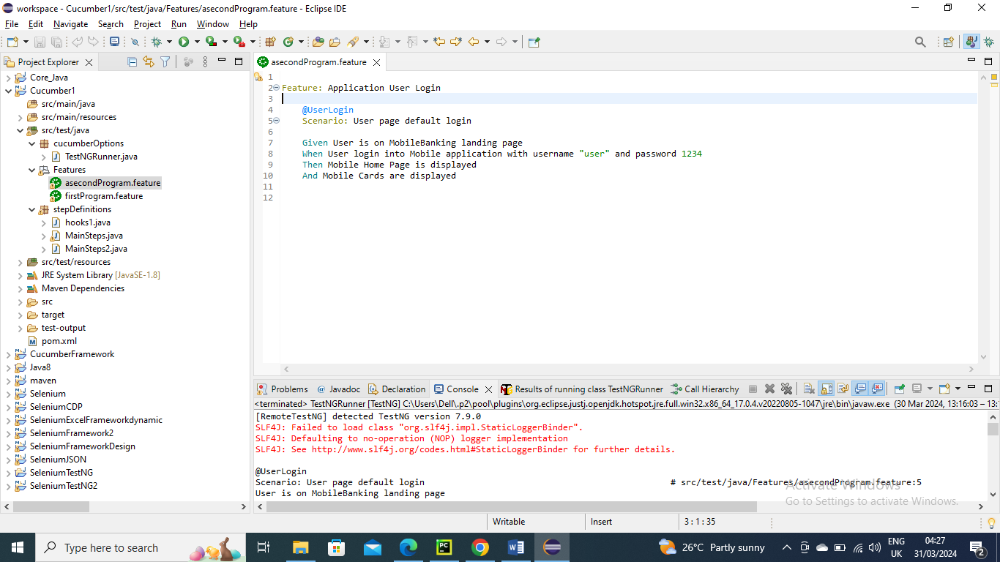 workspace - Cucumber1/src/test/java/Features/asecondProgram.feature - Eclipse IDE
File Edit Navigate Search Project Run Window Help
Project Explorer
Core_Java
Cucumber1
src/main/java
src/main/resources
src/test/java
cucumberOptions
TestNGRunner.java
Features
asecondProgram.feature
firstProgram.feature
stepDefinitions
hooks1.java
MainSteps.java
MainSteps2.java
src/test/resources
JRE System Library [JavaSE-1.8]
Maven Dependencies
src
target
test-output
pom.xml
CucumberFramework
Java8
maven
Selenium
SeleniumCDP
SeleniumExcelFrameworkdynamic
SeleniumFramework2
SeleniumFrameworkDesign
SeleniumJSON
SeleniumTestNG
SeleniumTestNG2
asecondProgram.feature
1
2 Feature: Application User Login
3
4 @UserLogin
5 Scenario: User page default login
6
7 Given User is on MobileBanking landing page
8 When User login into Mobile application with username "user" and password 1234
9 Then Mobile Home Page is displayed
10 And Mobile Cards are displayed
11
12
Problems @ Javadoc Declaration Console Results of running class TestNGRunner Call Hierarchy
<terminated> TestNGRunner [TestNG] C:\Users\Dell\.p2\pool\plugins\org.eclipse.justj.openjdk.hotspot.jre.full.win32.x86_64_17.0.4.v20220805-1047\jre\bin\javaw.exe (30 Mar 2024, 13:16:03 – 13:
[RemoteTestNG] detected TestNG version 7.9.0
SLF4J: Failed to load class "org.slf4j.impl.StaticLoggerBinder".
SLF4J: Defaulting to no-operation (NOP) logger implementation
SLF4J: See http://www.slf4j.org/codes.html#StaticLoggerBinder for further details.
@UserLogin
Scenario: User page default login # src/test/java/Features/asecondProgram.feature:5
User is on MobileBanking landing page
Activate Windows
Go to Settings to activate Windows.
Writable Insert 3 : 1 : 35
Type here to search
26°C Partly sunny
ENG
UK
04:27
31/03/2024
2